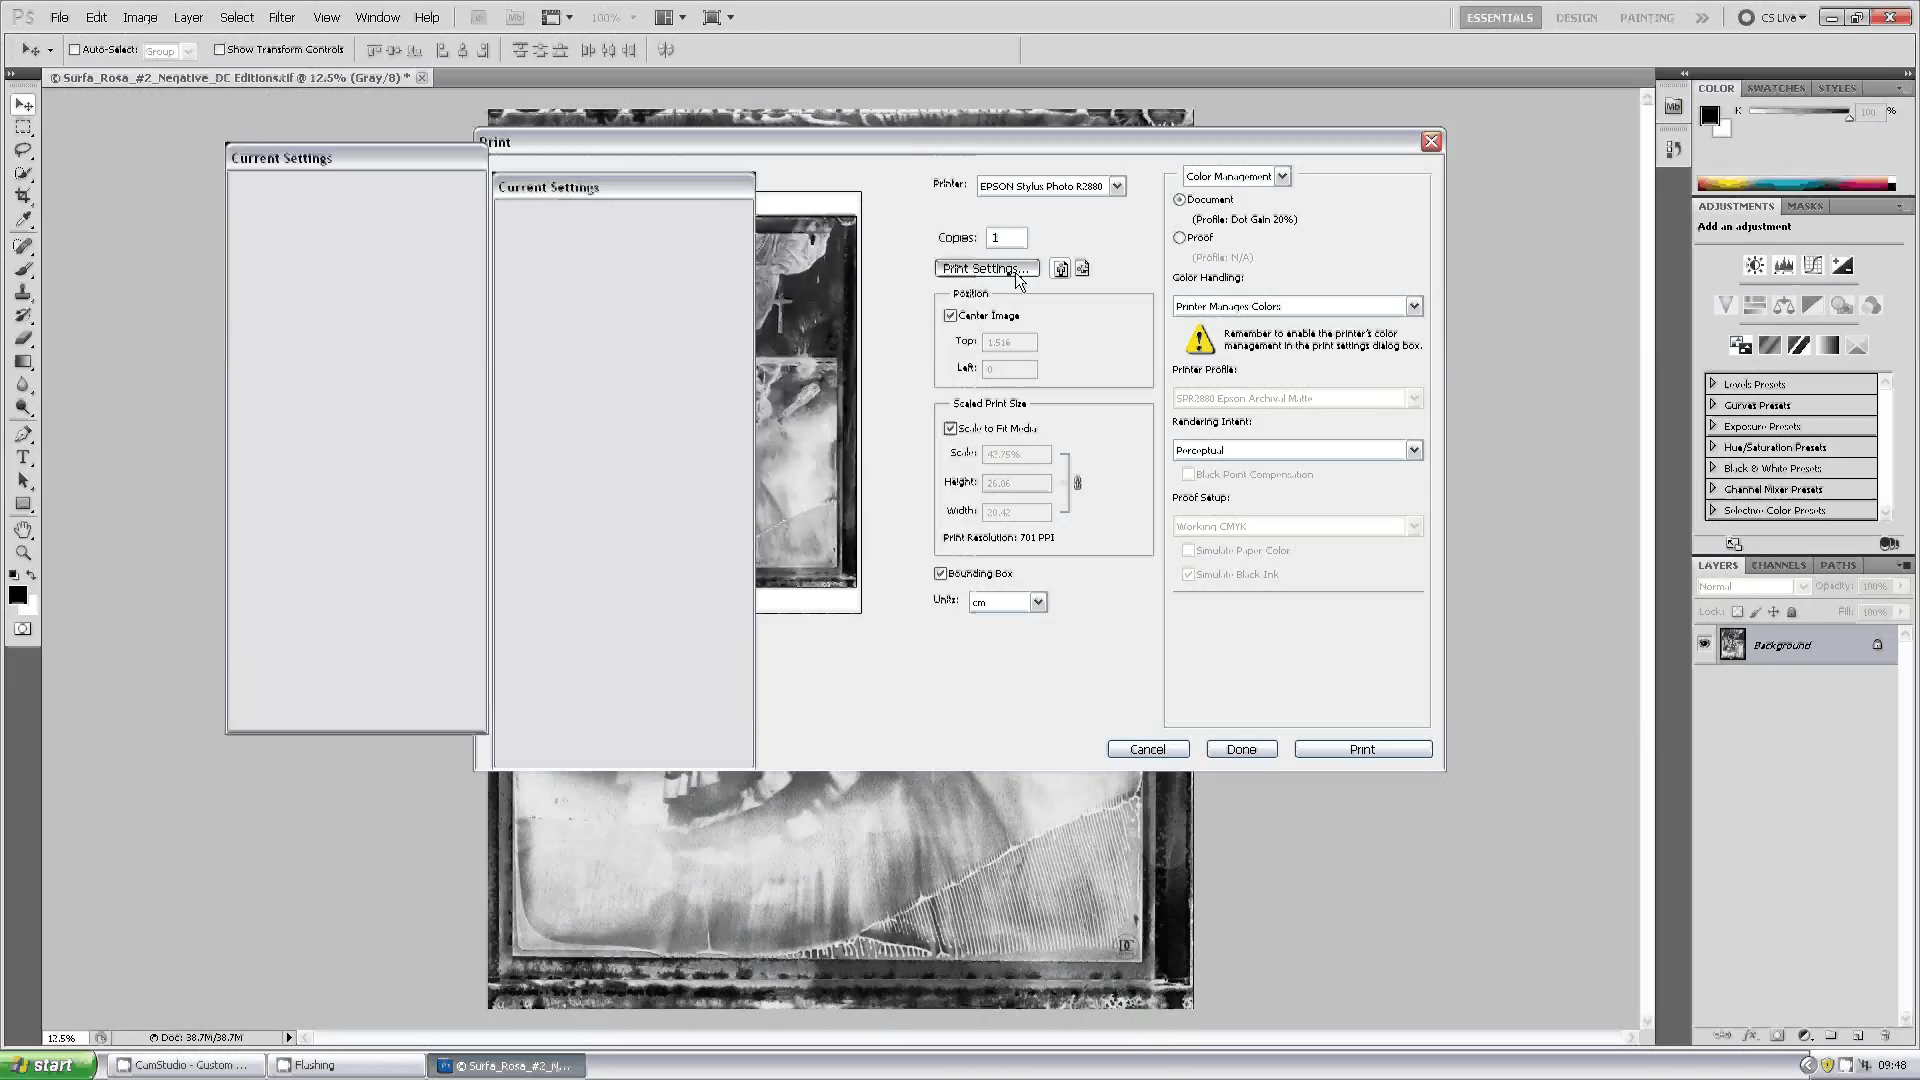 Ps File Edit Image Layer Select Filter View Window Help Br Mb 100% ESSENTIALS DESIGN PAINTING CS Live
Auto-Select: Group Show Transform Controls
© Surfa_Rosa_#2_Negative_DC Editions.tif @ 12.5% (Gray/8) *
COLOR SWATCHES STYLES
Mb
K 100 %
ADJUSTMENTS MASKS
Add an adjustment
Levels Presets
Curves Presets
Exposure Presets
Hue/Saturation Presets
Black & White Presets
Channel Mixer Presets
Selective Color Presets
LAYERS CHANNELS PATHS
Normal Opacity: 100%
Lock: Fill: 100%
Background
Print
Current Settings
Current Settings
Printer: EPSON Stylus Photo R2880
Copies: 1
Print Settings...
Position
Center Image
Top: 1.516
Left: 0
Scaled Print Size
Scale to Fit Media
Scale: 42.75%
Height: 26.06
Width: 20.42
Print Resolution: 701 PPI
Bounding Box
Units: cm
Color Management
Document
(Profile: Dot Gain 20%)
Proof
(Profile: N/A)
Color Handling:
Printer Manages Colors
Remember to enable the printer's color
management in the print settings dialog box.
Printer Profile:
SPR2880 Epson Archival Matte
Rendering Intent:
Perceptual
Black Point Compensation
Proof Setup:
Working CMYK
Simulate Paper Color
Simulate Black Ink
Cancel Done Print
DC
12.5% Doc: 38.7M/38.7M
start CamStudio - Custom ... Flushing © Surfa_Rosa_#2_N... 09:48